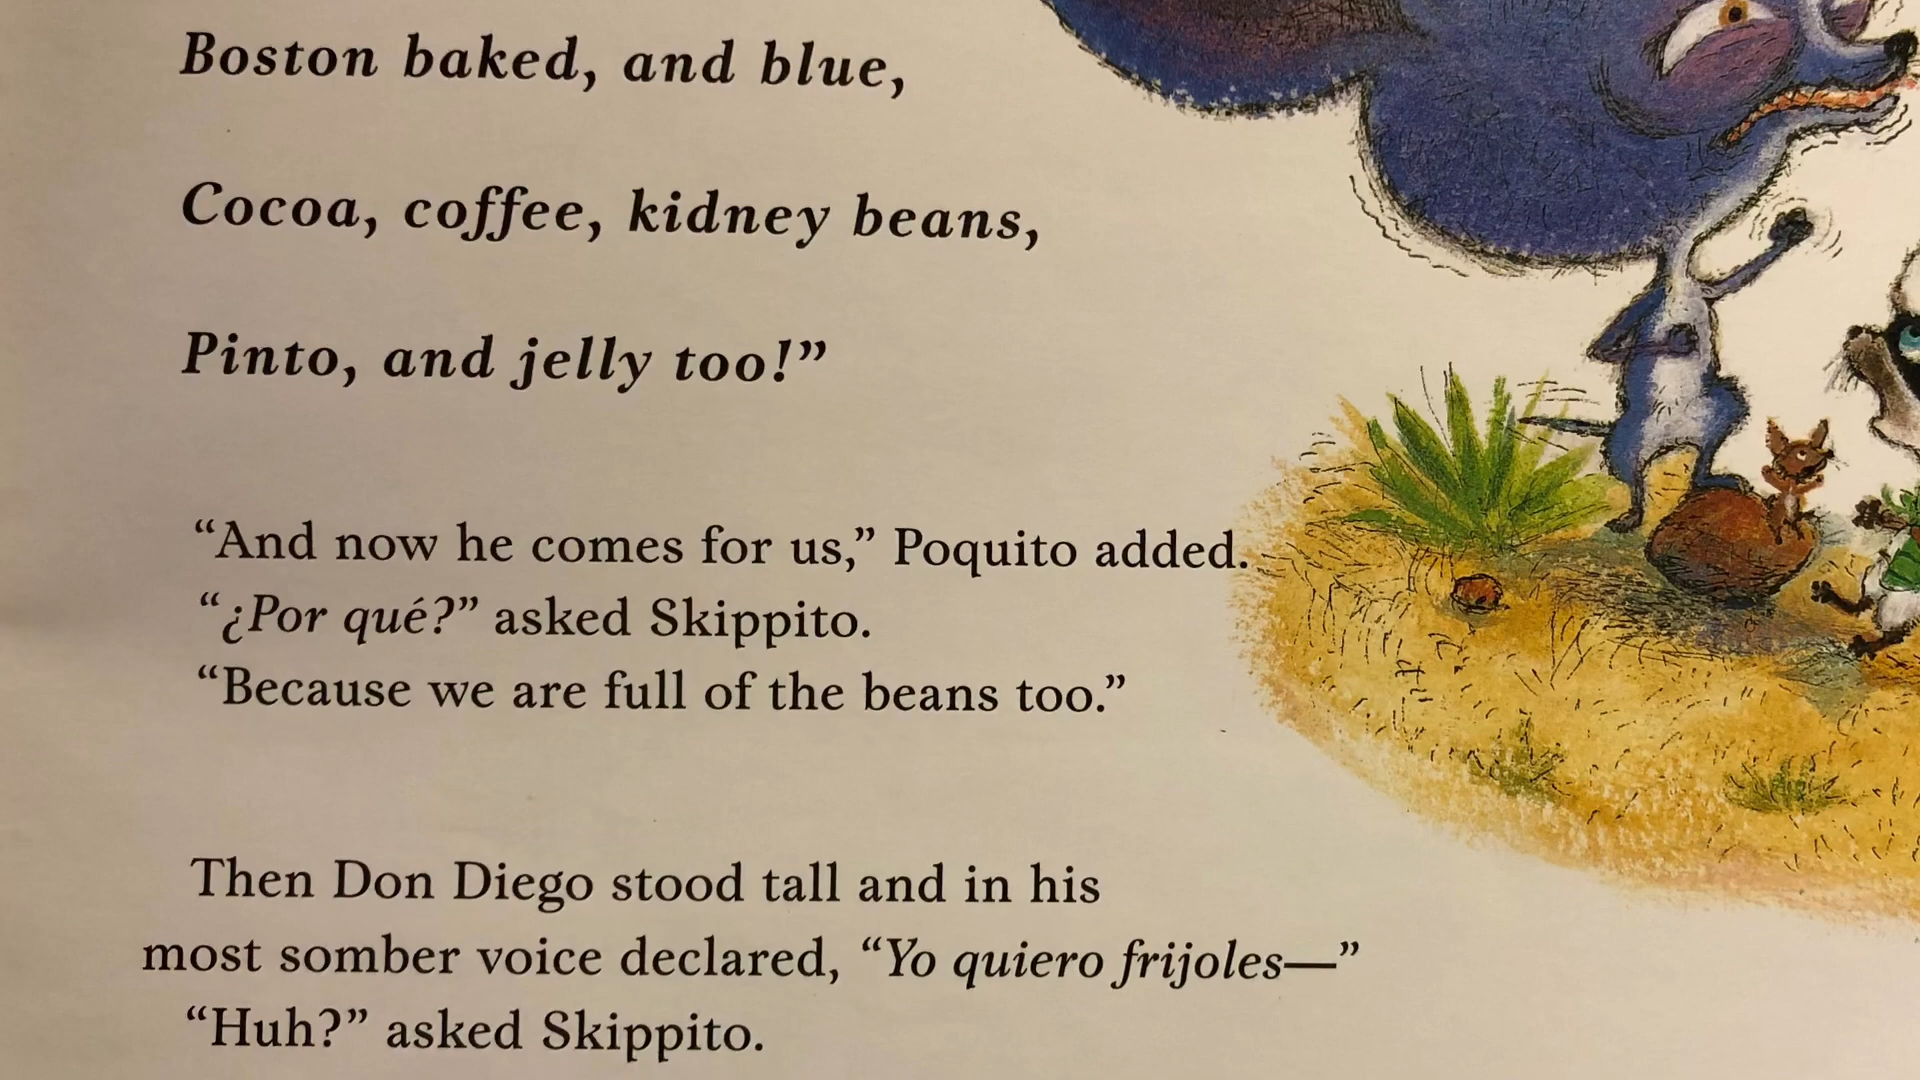 Boston baked, and blue,
Cocoa, coffee, kidney beans,
Pinto, and jelly too!”
“And now he comes for us,” Poquito added.
“¿Por qué?” asked Skippito.
“Because we are full of the beans too.”
Then Don Diego stood tall and in his
most somber voice declared, “Yo quiero frijoles—”
“Huh?” asked Skippito.